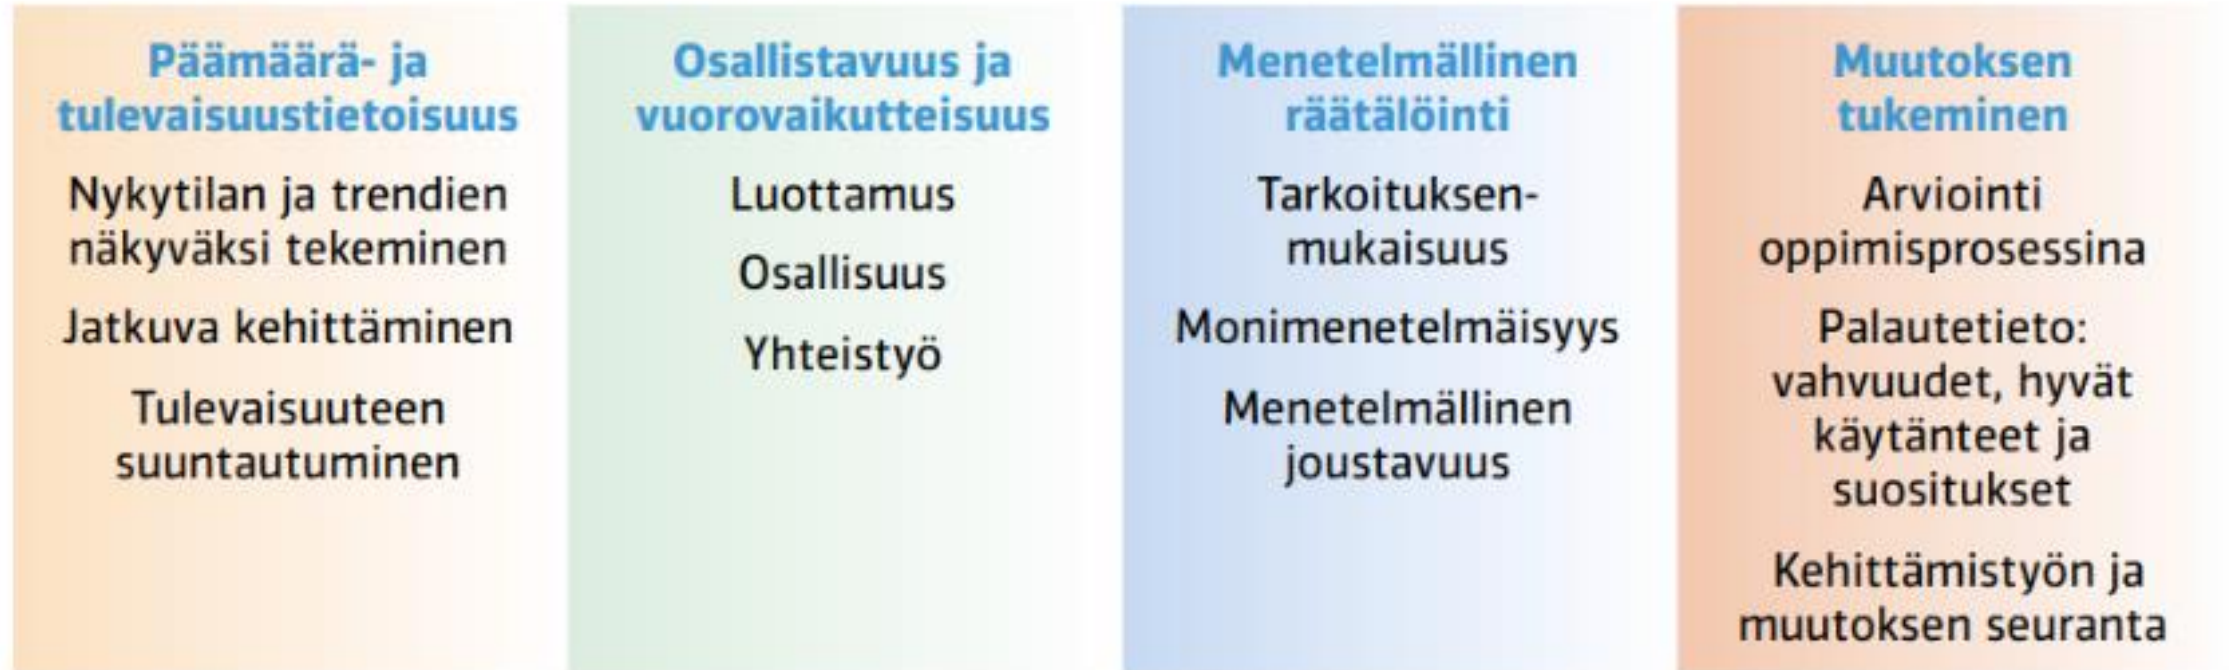 Päämäärä- ja
tulevaisuustietoisuus
Nykytilan ja trendien
näkyväksi tekeminen
Jatkuva kehittäminen
Tulevaisuuteen
suuntautuminen
Osallistavuus ja
vuorovaikutteisuus
Luottamus
Osallisuus
Yhteistyö
Menetelmällinen
räätälöinti
Tarkoituksen-
mukaisuus
Monimenetelmäisyys
Menetelmällinen
joustavuus
Muutoksen
tukeminen
Arviointi
oppimisprosessina
Palautetieto:
vahvuudet, hyvät
käytänteet ja
suositukset
Kehittämistyön ja
muutoksen seuranta